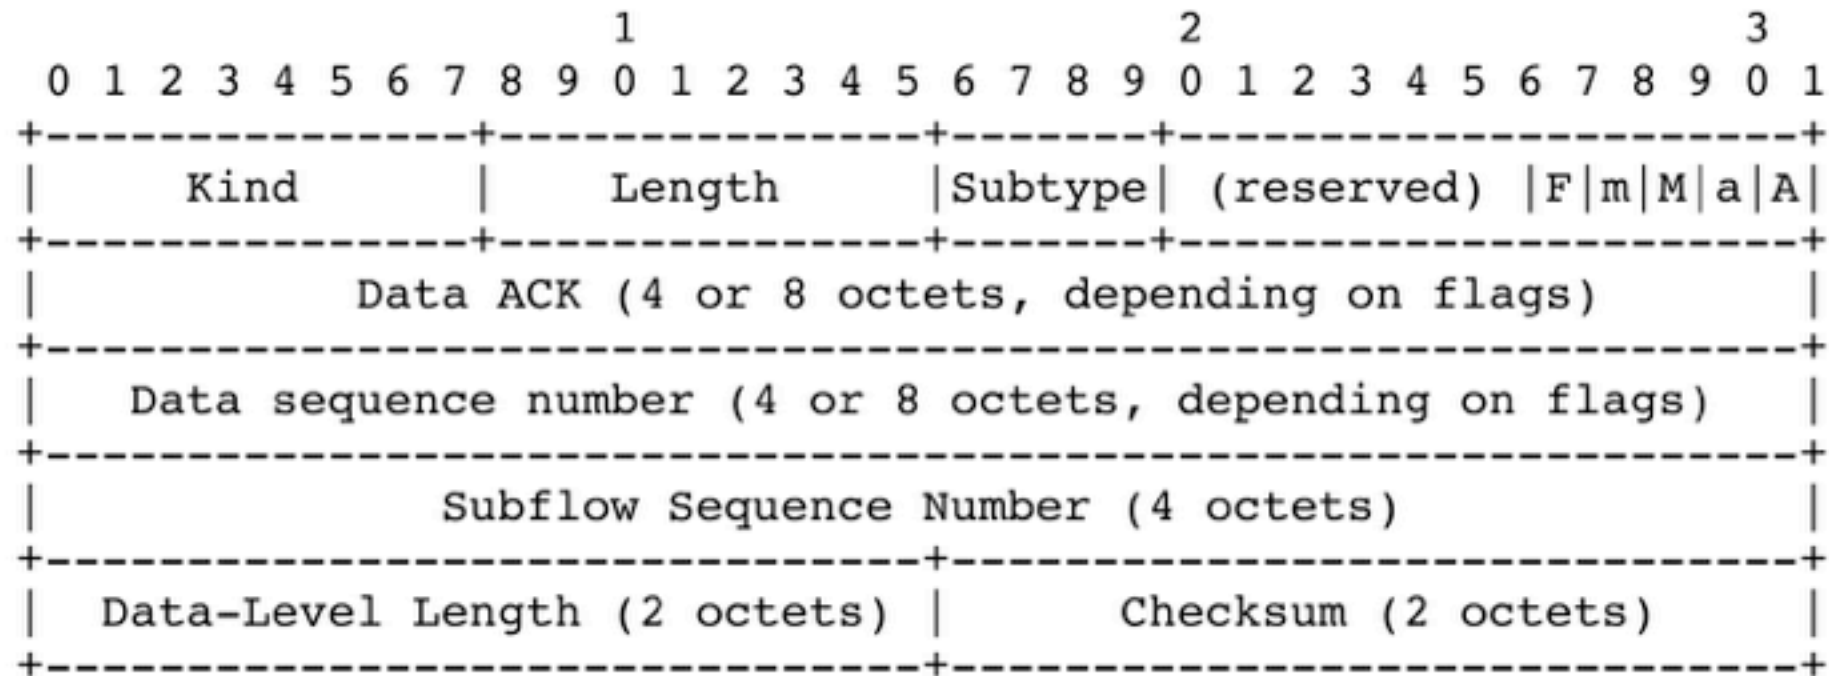 1                   2                   3
 0 1 2 3 4 5 6 7 8 9 0 1 2 3 4 5 6 7 8 9 0 1 2 3 4 5 6 7 8 9 0 1
+---------------+---------------+-------+----------------------+
|     Kind      |    Length     |Subtype| (reserved) |F|m|M|a|A|
+---------------+---------------+-------+----------------------+
|           Data ACK (4 or 8 octets, depending on flags)       |
+--------------------------------------------------------------+
|   Data sequence number (4 or 8 octets, depending on flags)   |
+--------------------------------------------------------------+
|              Subflow Sequence Number (4 octets)              |
+-------------------------------+------------------------------+
|  Data-Level Length (2 octets) |      Checksum (2 octets)     |
+-------------------------------+------------------------------+